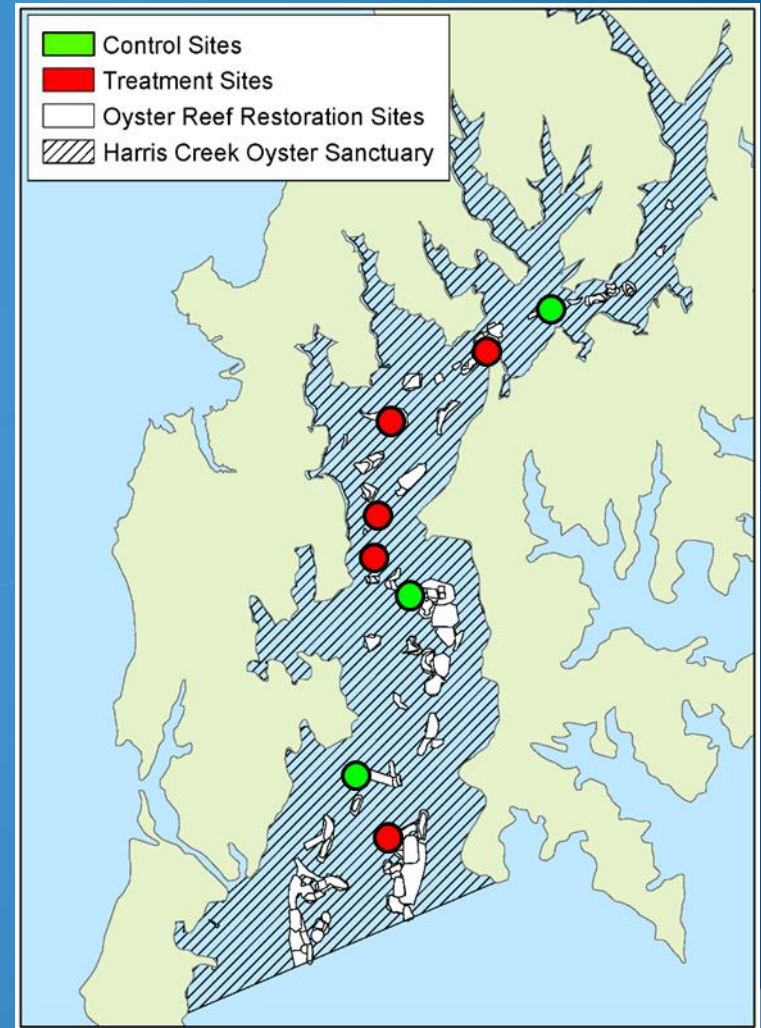 Control Sites
Treatment Sites
Oyster Reef Restoration Sites
Harris Creek Oyster Sanctuary